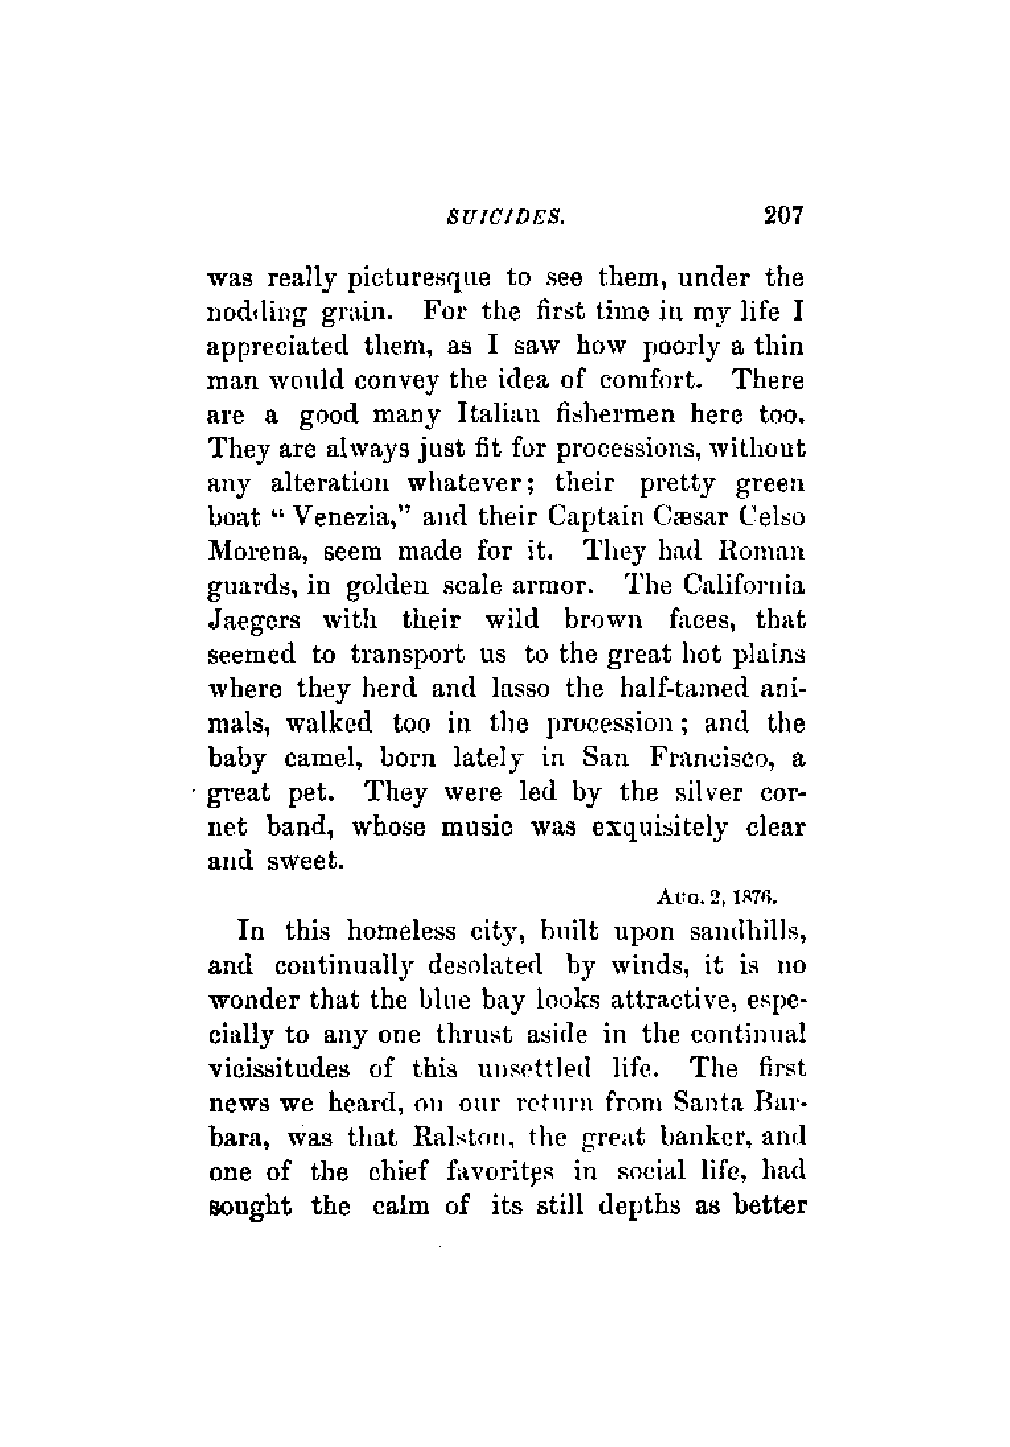 SUICIDES. 207
was really picturesque to see them, under the
nodding grain. For the first time in my life I
appreciated them, as I saw how poorly a thin
man would convey the idea of comfort. There
are a good many Italian fishermen here too.
They are always just fit for processions, without
any alteration whatever; their pretty green
boat “Venezia,” and their Captain Cæsar Celso
Morena, seem made for it. They had Roman
guards, in golden scale armor. The California
Jaegers with their wild brown faces, that
seemed to transport us to the great hot plains
where they herd and lasso the half-tamed ani-
mals, walked too in the procession; and the
baby camel, born lately in San Francisco, a
great pet. They were led by the silver cor-
net band, whose music was exquisitely clear
and sweet.
AUG. 2, 1876.
In this homeless city, built upon sandhills,
and continually desolated by winds, it is no
wonder that the blue bay looks attractive, espe-
cially to any one thrust aside in the continual
vicissitudes of this unsettled life. The first
news we heard, on our return from Santa Bar-
bara, was that Ralston, the great banker, and
one of the chief favorites in social life, had
sought the calm of its still depths as better